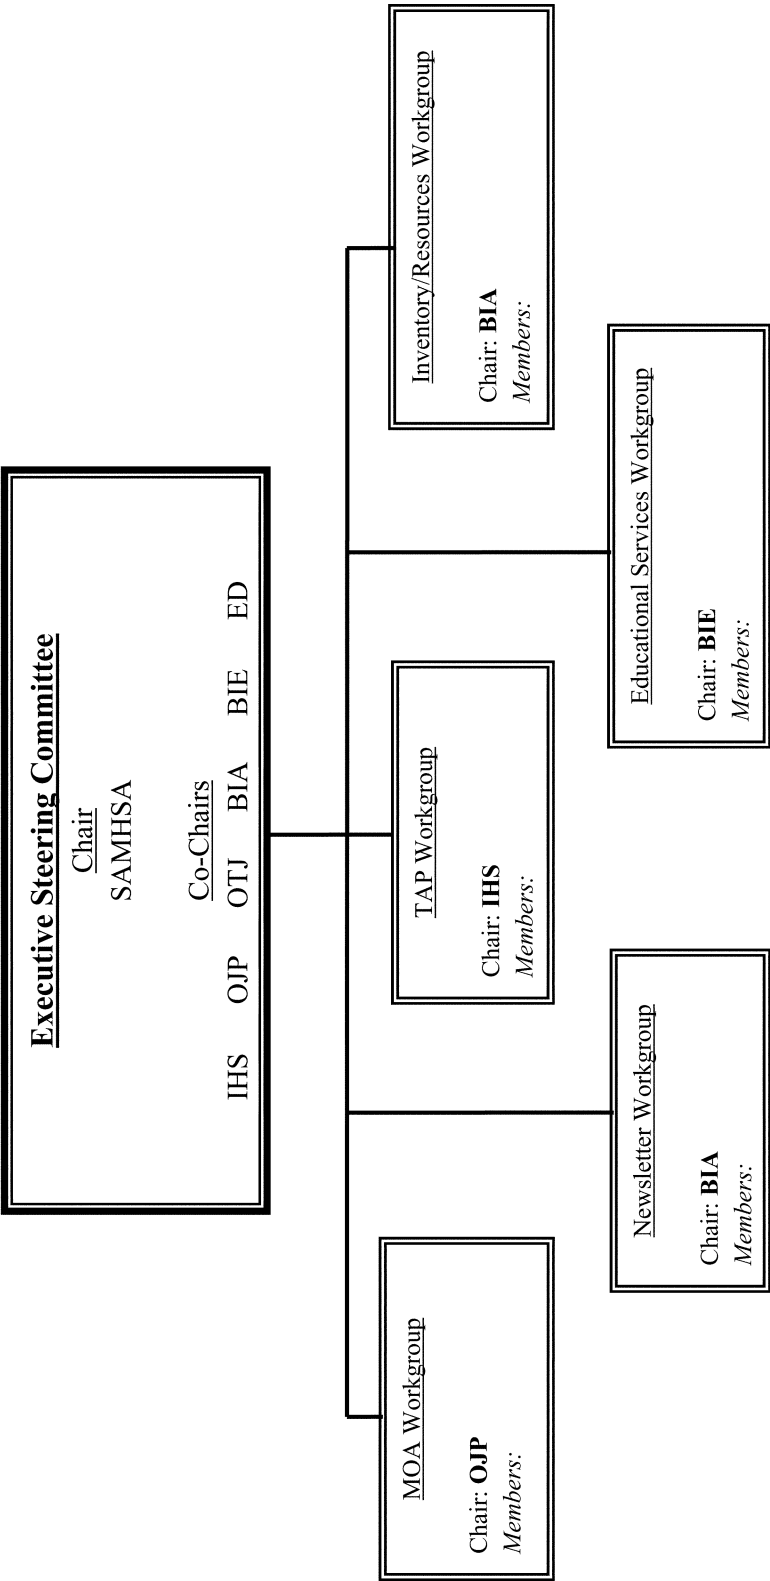 Executive Steering Committee
Chair
SAMHSA
Co-Chairs
IHS OJP OTJ BIA BIE ED
MOA Workgroup
Chair: OJP
Members:
TAP Workgroup
Chair: IHS
Members:
Inventory/Resources Workgroup
Chair: BIA
Members:
Newsletter Workgroup
Chair: BIA
Members:
Educational Services Workgroup
Chair: BIE
Members: